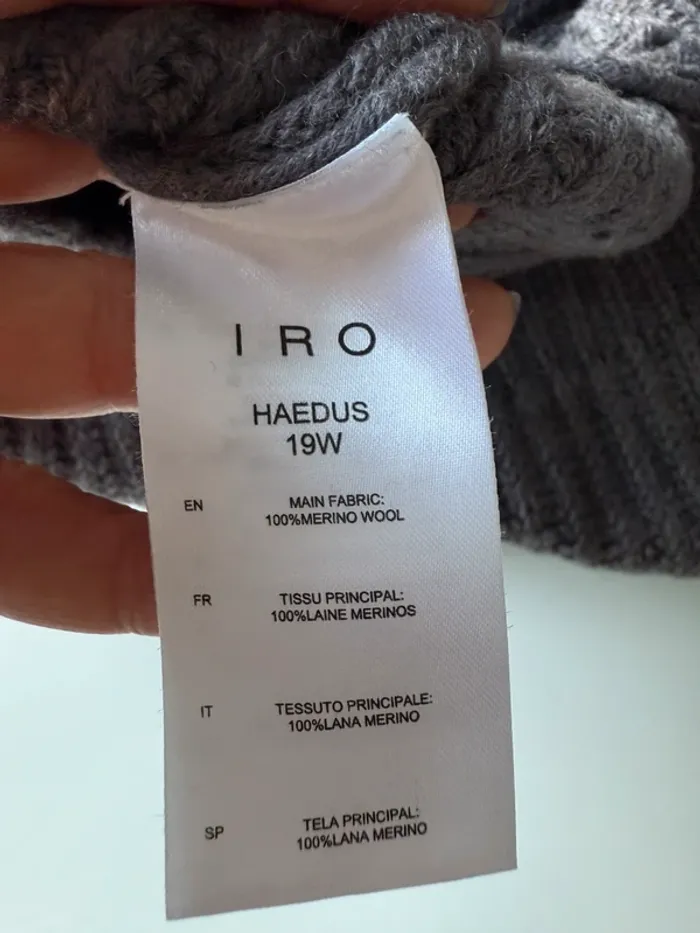 IRO
HAEDUS
19W
EN
MAIN FABRIC:
100%MERINO WOOL
FR
TISSU PRINCIPAL:
100%LAINE MERINOS
IT
TESSUTO PRINCIPALE:
100%LANA MERINO
SP
TELA PRINCIPAL:
100%LANA MERINO